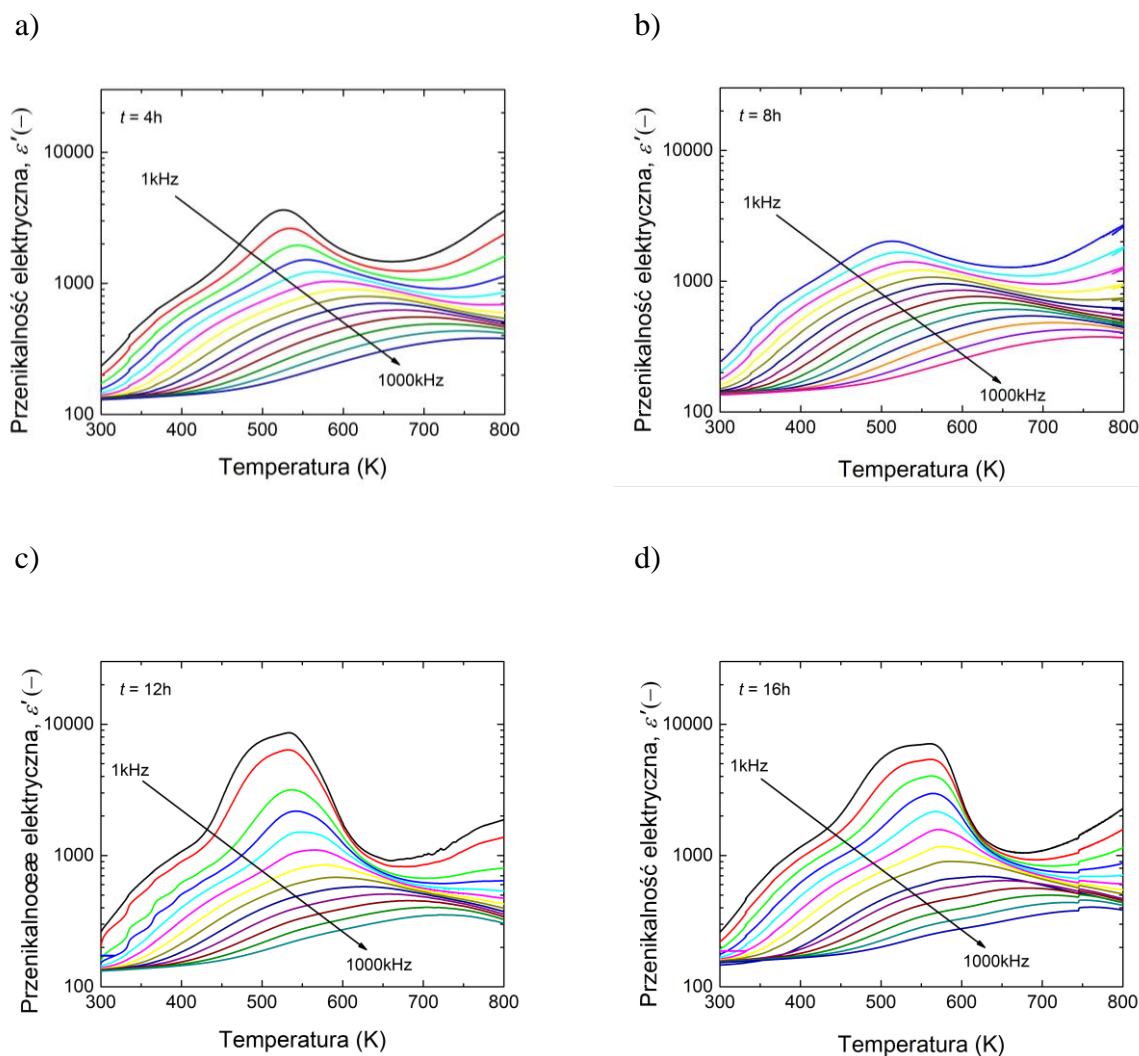 a)
b)
Przenikalność elektryczna, ε′(−)
t = 4h
10000
1000
100
1kHz
1000kHz
300 400 500 600 700 800
Temperatura (K)
Przenikalność elektryczna, ε′(−)
t = 8h
10000
1000
100
1kHz
1000kHz
300 400 500 600 700 800
Temperatura (K)
c)
d)
Przenikalnoœæ elektryczna, ε′(−)
t = 12h
10000
1000
100
1kHz
1000kHz
300 400 500 600 700 800
Temperatura (K)
Przenikalność elektryczna, ε′(−)
t = 16h
10000
1000
100
1kHz
1000kHz
300 400 500 600 700 800
Temperatura (K)